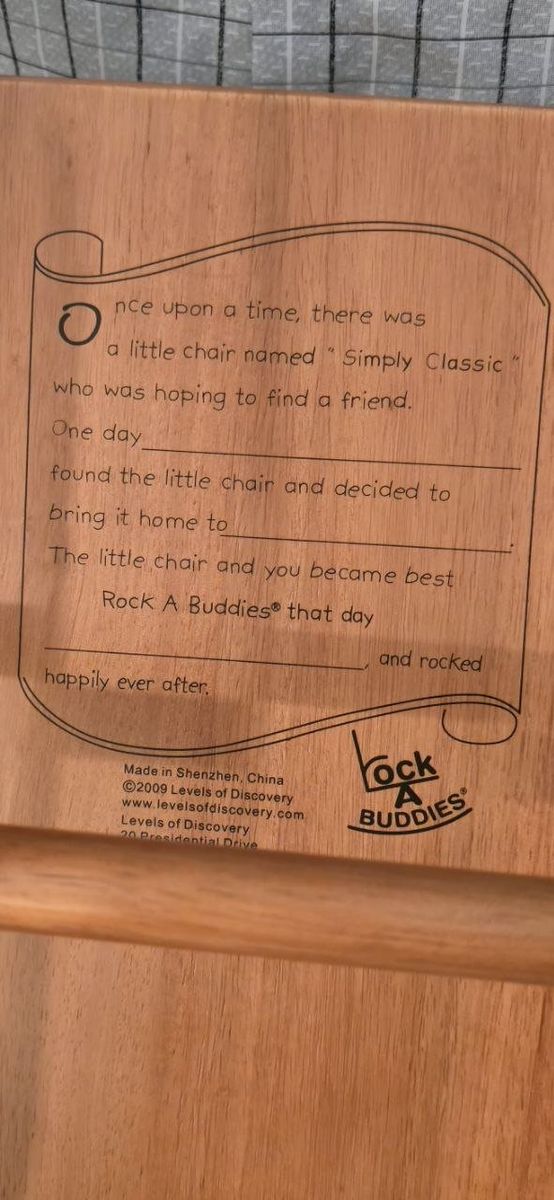 Once upon a time, there was
a little chair named "Simply Classic"
who was hoping to find a friend.
One day
found the little chair and decided to
bring it home to.
The little chair and you became best
Rock A Buddies® that day
, and rocked
happily ever after.
Made in Shenzhen, China
©2009 Levels of Discovery
www.levelsofdiscovery.com
Levels of Discovery
20 Presidential Drive
Rock
A
BUDDIES®